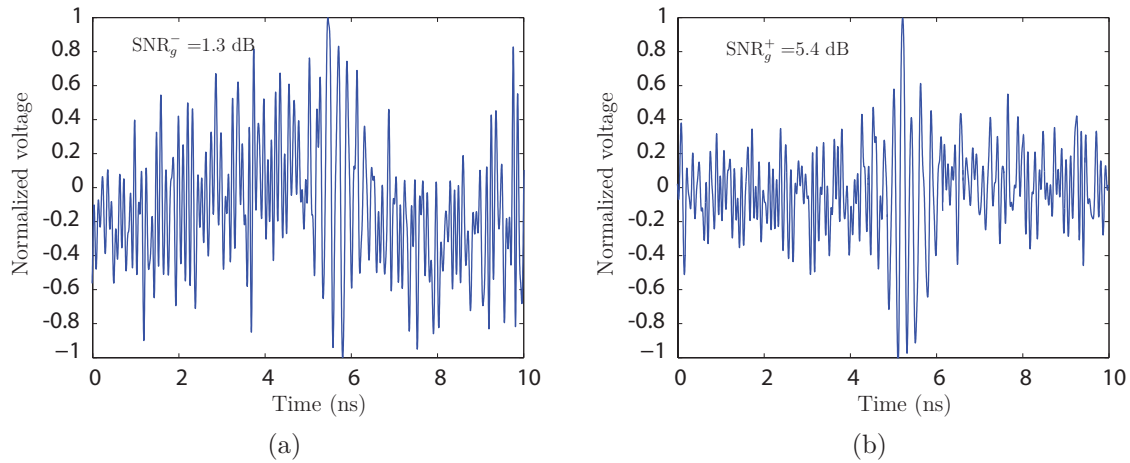 SNR_g^- =1.3 dB
Normalized voltage
1
0.8
0.6
0.4
0.2
0
-0.2
-0.4
-0.6
-0.8
−1
0 2 4 6 8 10
Time (ns)
(a)
SNR_g^+ =5.4 dB
Normalized voltage
1
0.8
0.6
0.4
0.2
0
-0.2
-0.4
-0.6
-0.8
−1
0 2 4 6 8 10
Time (ns)
(b)